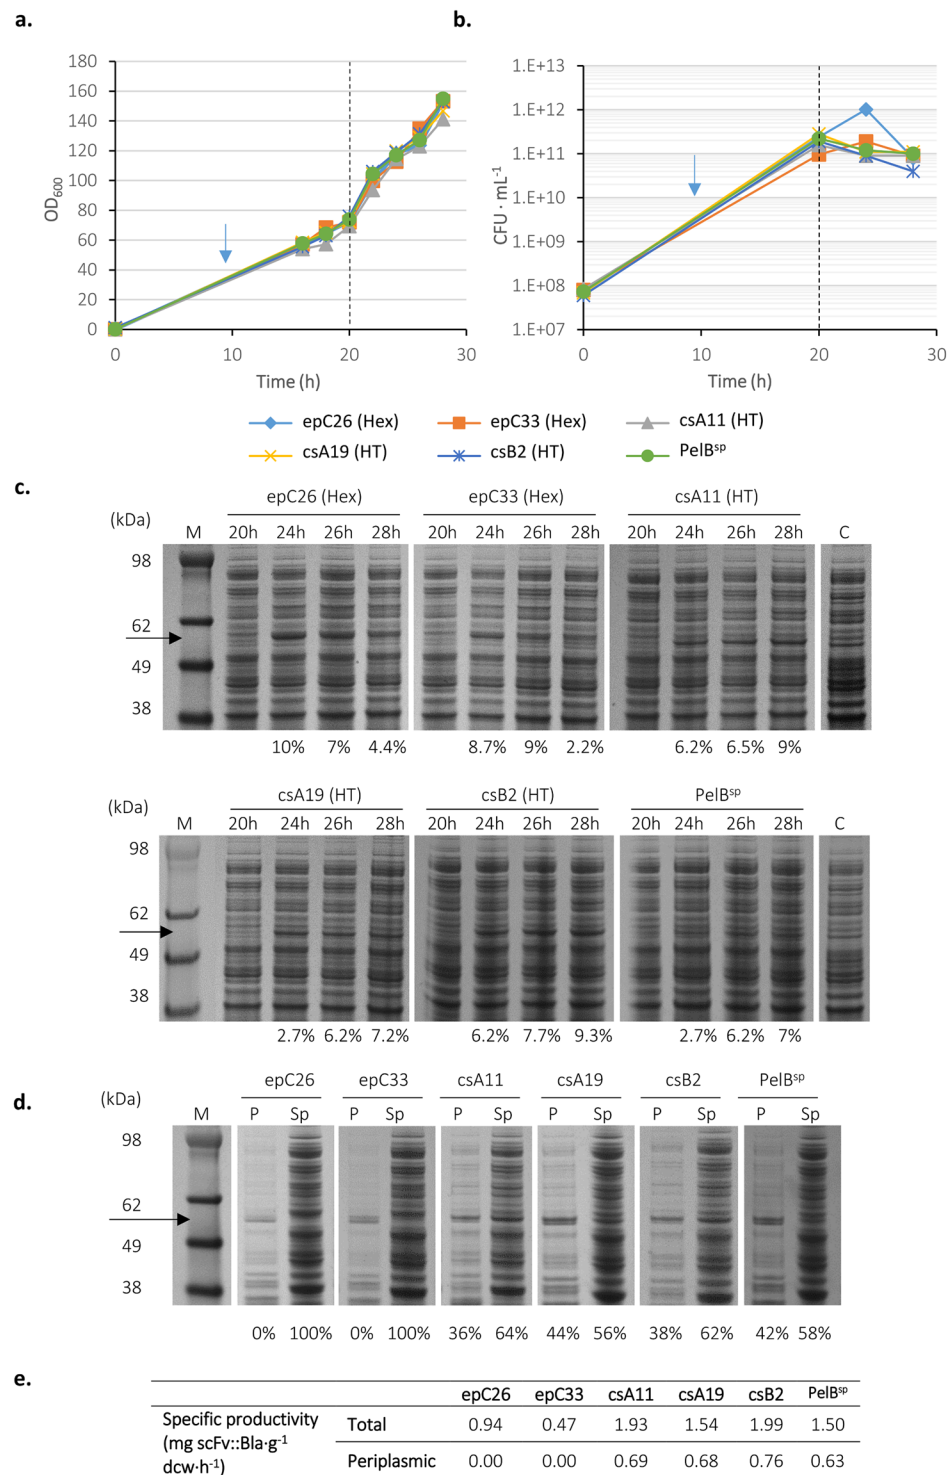 a.
b.
180
160
140
120
100
80
60
40
20
0
OD600
0 10 20 30
Time (h)
1.E+13
1.E+12
1.E+11
1.E+10
1.E+09
1.E+08
1.E+07
CFU · mL-1
0 10 20 30
Time (h)
epC26 (Hex) epC33 (Hex) csA11 (HT)
csA19 (HT) csB2 (HT) PelBsp
c.
epC26 (Hex) epC33 (Hex) csA11 (HT)
(kDa) M 20h 24h 26h 28h 20h 24h 26h 28h 20h 24h 26h 28h C
98
62
49
38
10% 7% 4.4% 8.7% 9% 2.2% 6.2% 6.5% 9%
csA19 (HT) csB2 (HT) PelBsp
(kDa) M 20h 24h 26h 28h 20h 24h 26h 28h 20h 24h 26h 28h C
98
62
49
38
2.7% 6.2% 7.2% 6.2% 7.7% 9.3% 2.7% 6.2% 7%
d.
epC26 epC33 csA11 csA19 csB2 PelBsp
(kDa) M P Sp P Sp P Sp P Sp P Sp P Sp
98
62
49
38
0% 100% 0% 100% 36% 64% 44% 56% 38% 62% 42% 58%
e.
epC26 epC33 csA11 csA19 csB2 PelBsp
Specific productivity
(mg scFv::Bla·g-1
dcw·h-1)
Total 0.94 0.47 1.93 1.54 1.99 1.50
Periplasmic 0.00 0.00 0.69 0.68 0.76 0.63